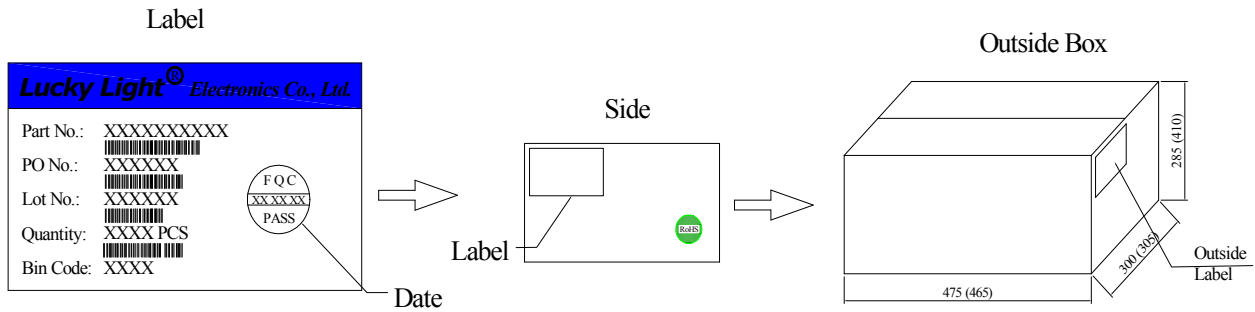 Label
Lucky Light® Electronics Co., Ltd.
Part No.: XXXXXXXXXX
PO No.: XXXXXX
Lot No.: XXXXXX
Quantity: XXXX PCS
Bin Code: XXXX
FQC
XX XX XX
PASS
Date
Side
Label
RoHS
Outside Box
285 (410)
300 (305)
475 (465)
Outside
Label